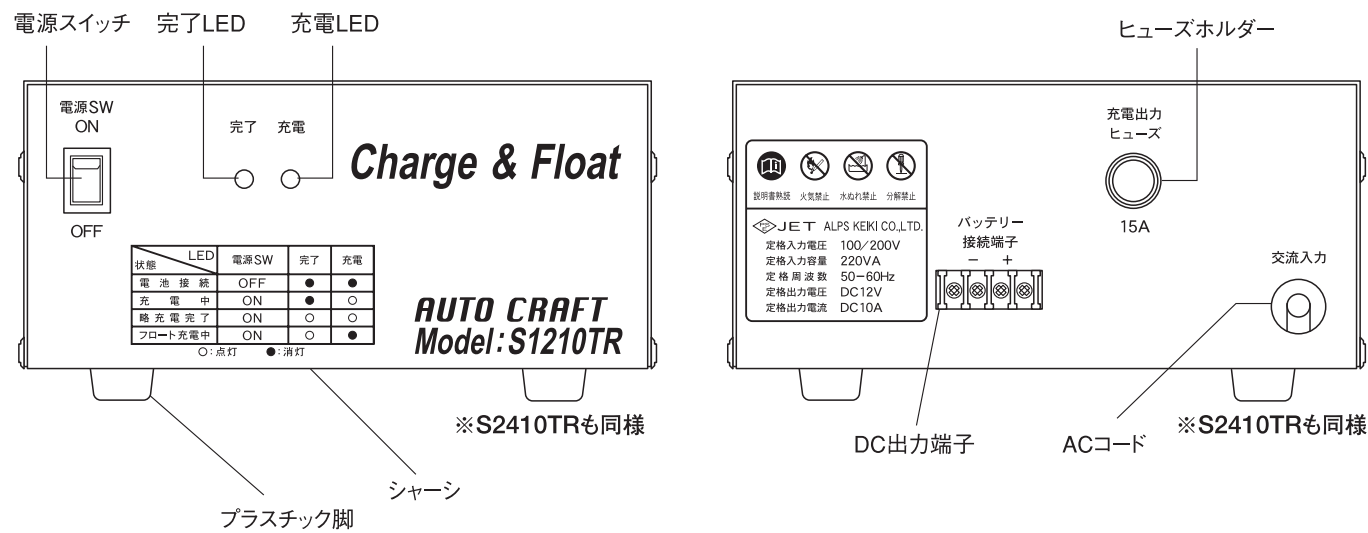 電源スイッチ 完了LED 充電LED
電源SW
ON
OFF
完了 充電
Charge & Float
状態 LED 電源SW 完了 充電
電池接続 OFF ● ●
充電中 ON ● ○
略充電完了 ON ○ ○
フロート充電中 ON ○ ●
○:点灯 ●:消灯
AUTO CRAFT
Model:S1210TR
※S2410TRも同様
シャーシ
プラスチック脚
ヒューズホルダー
充電出力
ヒューズ
15A
説明書熟読 火気禁止 水ぬれ禁止 分解禁止
JET ALPS KEIKI CO.,LTD.
定格入力電圧 100/200V
定格入力容量 220VA
定格周波数 50-60Hz
定格出力電圧 DC12V
定格出力電流 DC10A
バッテリー
接続端子
− +
交流入力
DC出力端子
ACコード
※S2410TRも同様